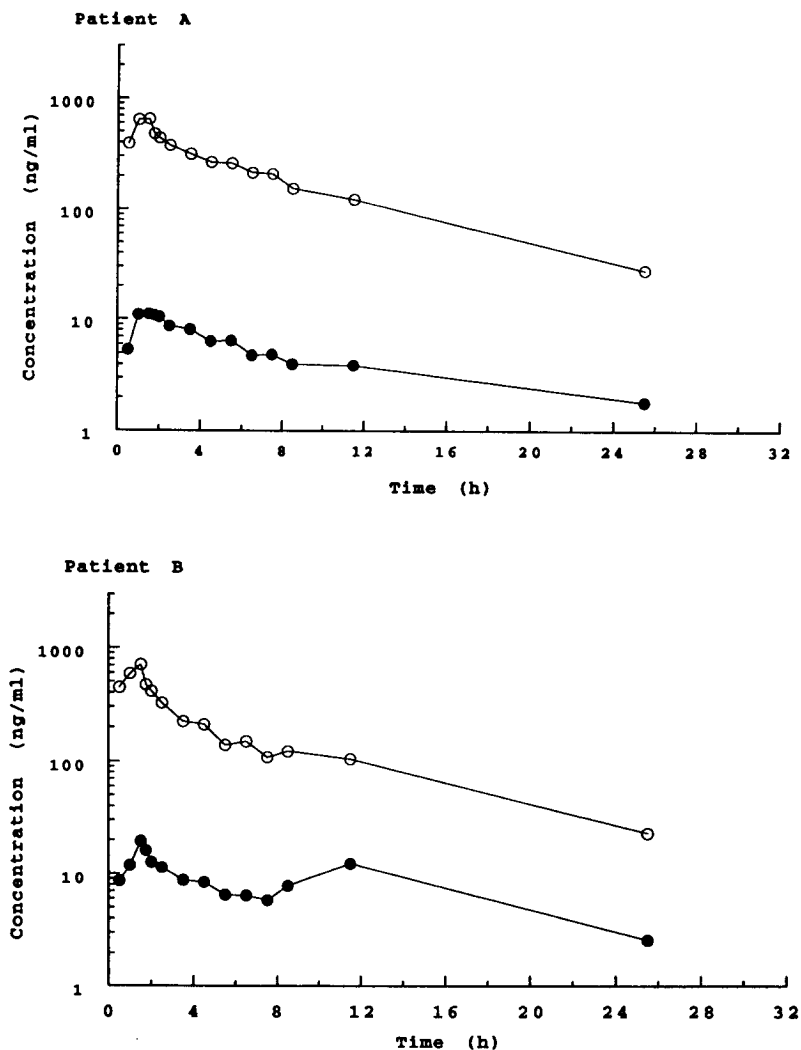 Patient A
1000
100
10
1
Concentration (ng/ml)
0 4 8 12 16 20 24 28 32
Time (h)
Patient B
1000
100
10
1
Concentration (ng/ml)
0 4 8 12 16 20 24 28 32
Time (h)